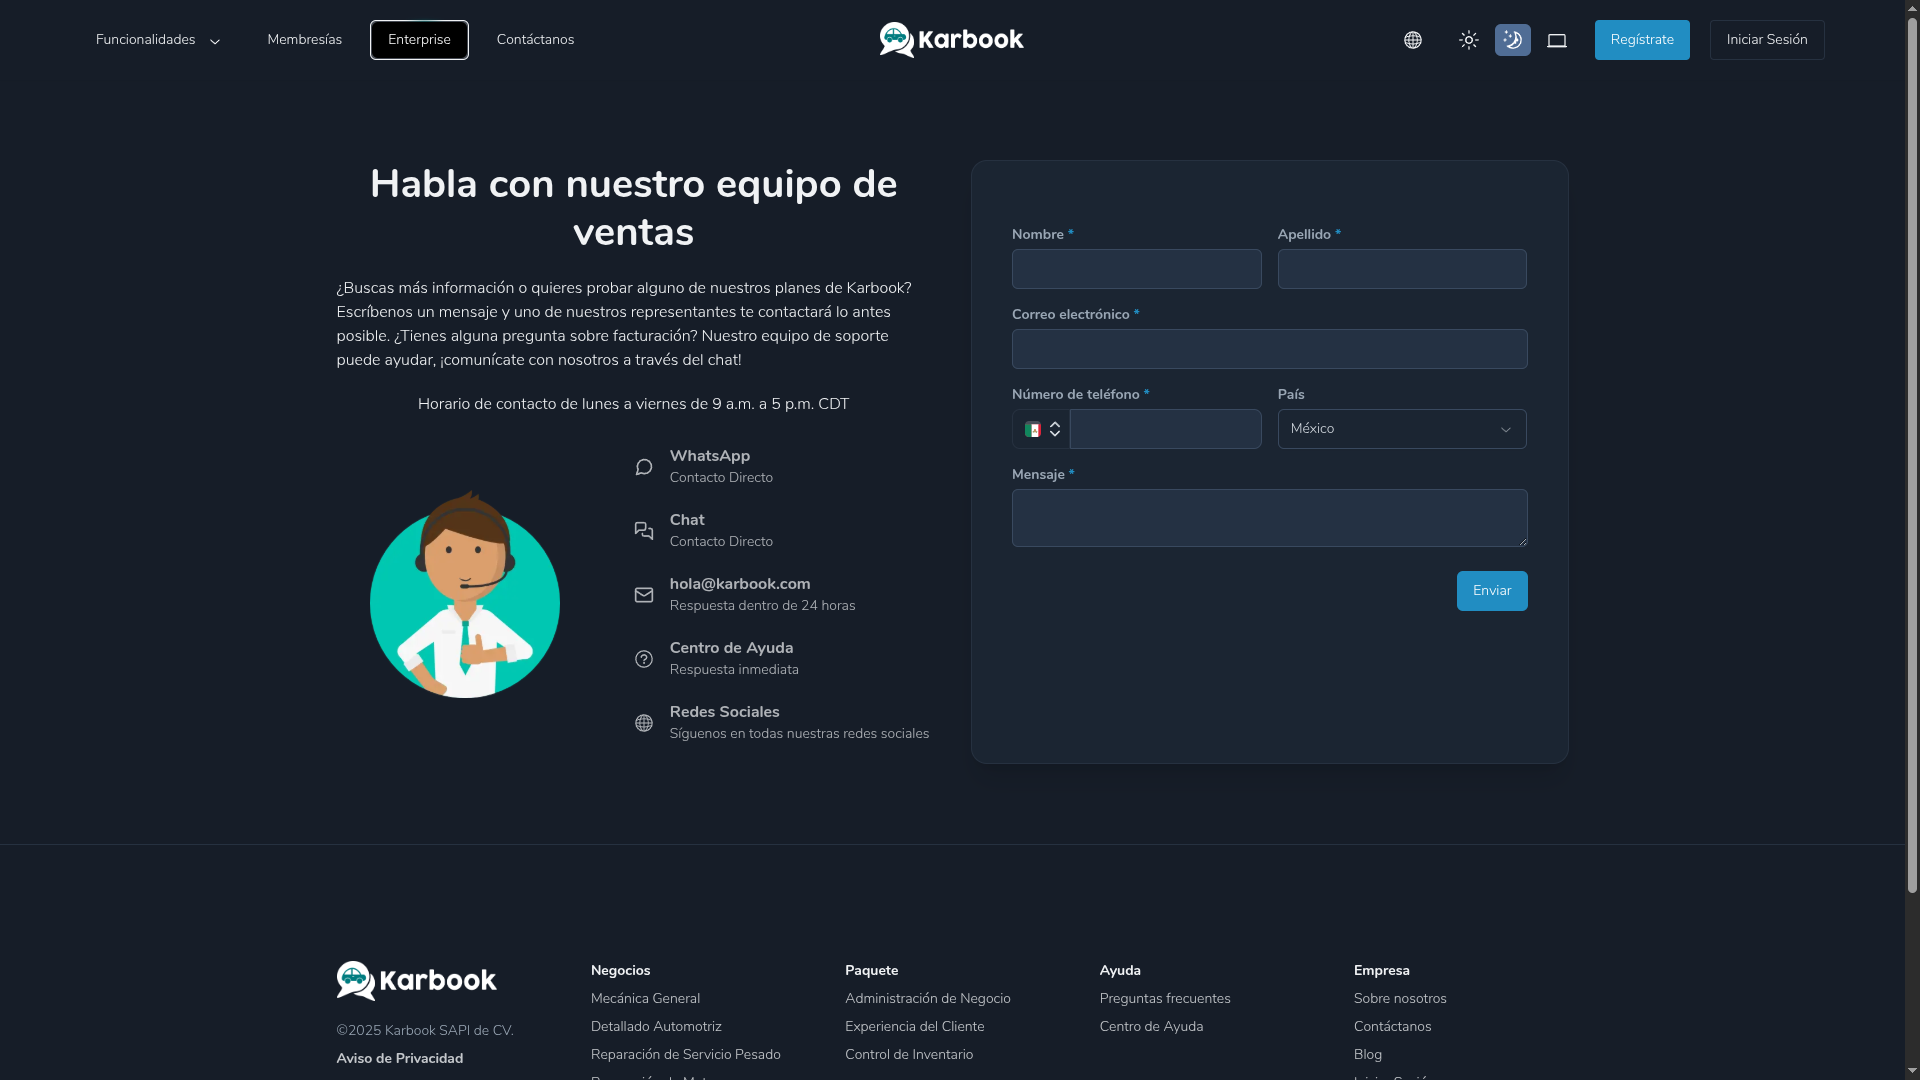 Funcionalidades
Membresías
Enterprise
Contáctanos
Karbook
Regístrate
Iniciar Sesión
Habla con nuestro equipo de
ventas
¿Buscas más información o quieres probar alguno de nuestros planes de Karbook?
Escríbenos un mensaje y uno de nuestros representantes te contactará lo antes
posible. ¿Tienes alguna pregunta sobre facturación? Nuestro equipo de soporte
puede ayudar, ¡comunícate con nosotros a través del chat!
Horario de contacto de lunes a viernes de 9 a.m. a 5 p.m. CDT
WhatsApp
Contacto Directo
Chat
Contacto Directo
hola@karbook.com
Respuesta dentro de 24 horas
Centro de Ayuda
Respuesta inmediata
Redes Sociales
Síguenos en todas nuestras redes sociales
Nombre *
Apellido *
Correo electrónico *
Número de teléfono *
País
México
Mensaje *
Enviar
Karbook
©2025 Karbook SAPI de CV.
Aviso de Privacidad
Negocios
Mecánica General
Detallado Automotriz
Reparación de Servicio Pesado
Paquete
Administración de Negocio
Experiencia del Cliente
Control de Inventario
Ayuda
Preguntas frecuentes
Centro de Ayuda
Empresa
Sobre nosotros
Contáctanos
Blog